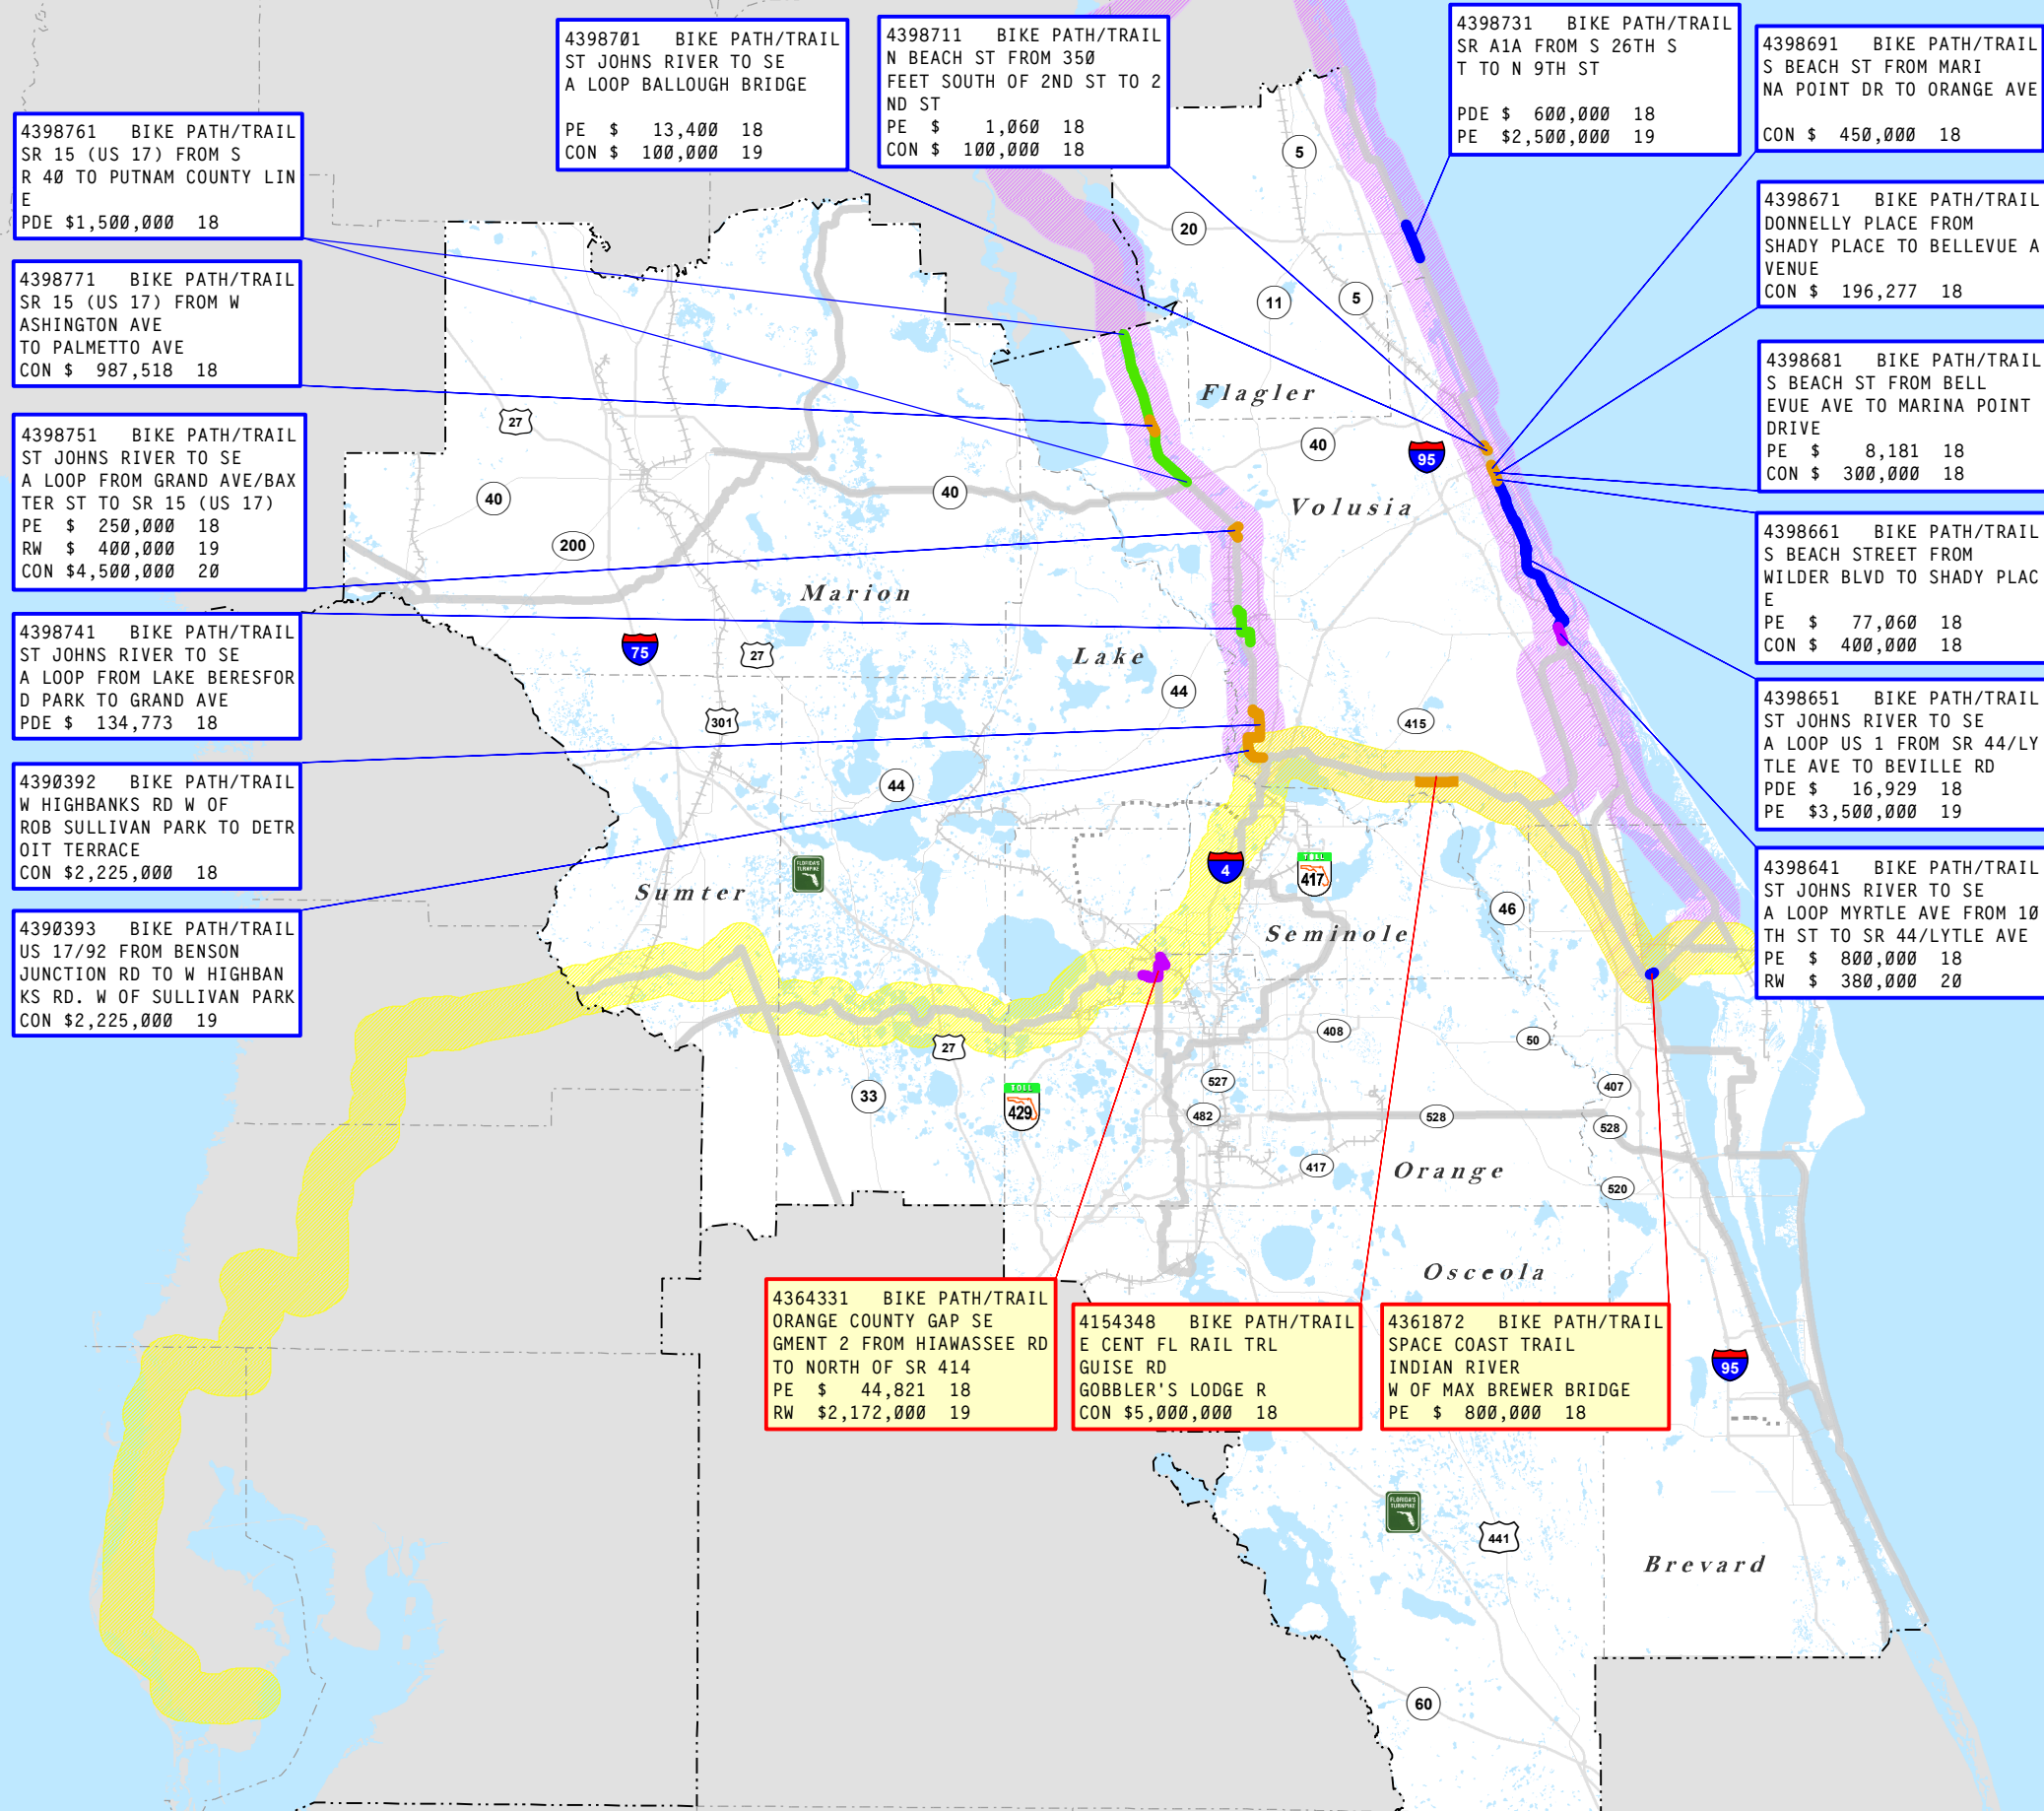 4398701 BIKE PATH/TRAIL
ST JOHNS RIVER TO SE
A LOOP BALLOUGH BRIDGE
PE $ 13,400 18
CON $ 100,000 19
4398711 BIKE PATH/TRAIL
N BEACH ST FROM 350
FEET SOUTH OF 2ND ST TO 2
ND ST
PE $ 1,060 18
CON $ 100,000 18
4398731 BIKE PATH/TRAIL
SR A1A FROM S 26TH S
T TO N 9TH ST
PDE $ 600,000 18
PE $2,500,000 19
4398691 BIKE PATH/TRAIL
S BEACH ST FROM MARI
NA POINT DR TO ORANGE AVE
CON $ 450,000 18
4398761 BIKE PATH/TRAIL
SR 15 (US 17) FROM S
R 40 TO PUTNAM COUNTY LIN
E
PDE $1,500,000 18
4398671 BIKE PATH/TRAIL
DONNELLY PLACE FROM
SHADY PLACE TO BELLEVUE A
VENUE
CON $ 196,277 18
4398771 BIKE PATH/TRAIL
SR 15 (US 17) FROM W
ASHINGTON AVE
TO PALMETTO AVE
CON $ 987,518 18
4398681 BIKE PATH/TRAIL
S BEACH ST FROM BELL
EVUE AVE TO MARINA POINT
DRIVE
PE $ 8,181 18
CON $ 300,000 18
4398751 BIKE PATH/TRAIL
ST JOHNS RIVER TO SE
A LOOP FROM GRAND AVE/BAX
TER ST TO SR 15 (US 17)
PE $ 250,000 18
RW $ 400,000 19
CON $4,500,000 20
4398661 BIKE PATH/TRAIL
S BEACH STREET FROM
WILDER BLVD TO SHADY PLAC
E
PE $ 77,060 18
CON $ 400,000 18
4398741 BIKE PATH/TRAIL
ST JOHNS RIVER TO SE
A LOOP FROM LAKE BERESFOR
D PARK TO GRAND AVE
PDE $ 134,773 18
4398651 BIKE PATH/TRAIL
ST JOHNS RIVER TO SE
A LOOP US 1 FROM SR 44/LY
TLE AVE TO BEVILLE RD
PDE $ 16,929 18
PE $3,500,000 19
4390392 BIKE PATH/TRAIL
W HIGHBANKS RD W OF
ROB SULLIVAN PARK TO DETR
OIT TERRACE
CON $2,225,000 18
4398641 BIKE PATH/TRAIL
ST JOHNS RIVER TO SE
A LOOP MYRTLE AVE FROM 10
TH ST TO SR 44/LYTLE AVE
PE $ 800,000 18
RW $ 380,000 20
4390393 BIKE PATH/TRAIL
US 17/92 FROM BENSON
JUNCTION RD TO W HIGHBAN
KS RD. W OF SULLIVAN PARK
CON $2,225,000 19
4364331 BIKE PATH/TRAIL
ORANGE COUNTY GAP SE
GMENT 2 FROM HIAWASSEE RD
TO NORTH OF SR 414
PE $ 44,821 18
RW $2,172,000 19
4154348 BIKE PATH/TRAIL
E CENT FL RAIL TRL
GUISE RD
GOBBLER'S LODGE R
CON $5,000,000 18
4361872 BIKE PATH/TRAIL
SPACE COAST TRAIL
INDIAN RIVER
W OF MAX BREWER BRIDGE
PE $ 800,000 18
5
20
11
5
Flagler
27
40
95
40
40
Volusia
200
Marion
75
27
Lake
44
301
415
44
FLORIDA'S
TURNPIKE
4
TOLL
417
Sumter
46
Seminole
27
408
50
TOLL
429
33
527
482
528
407
528
417
Orange
520
Osceola
95
FLORIDA'S
TURNPIKE
441
Brevard
60